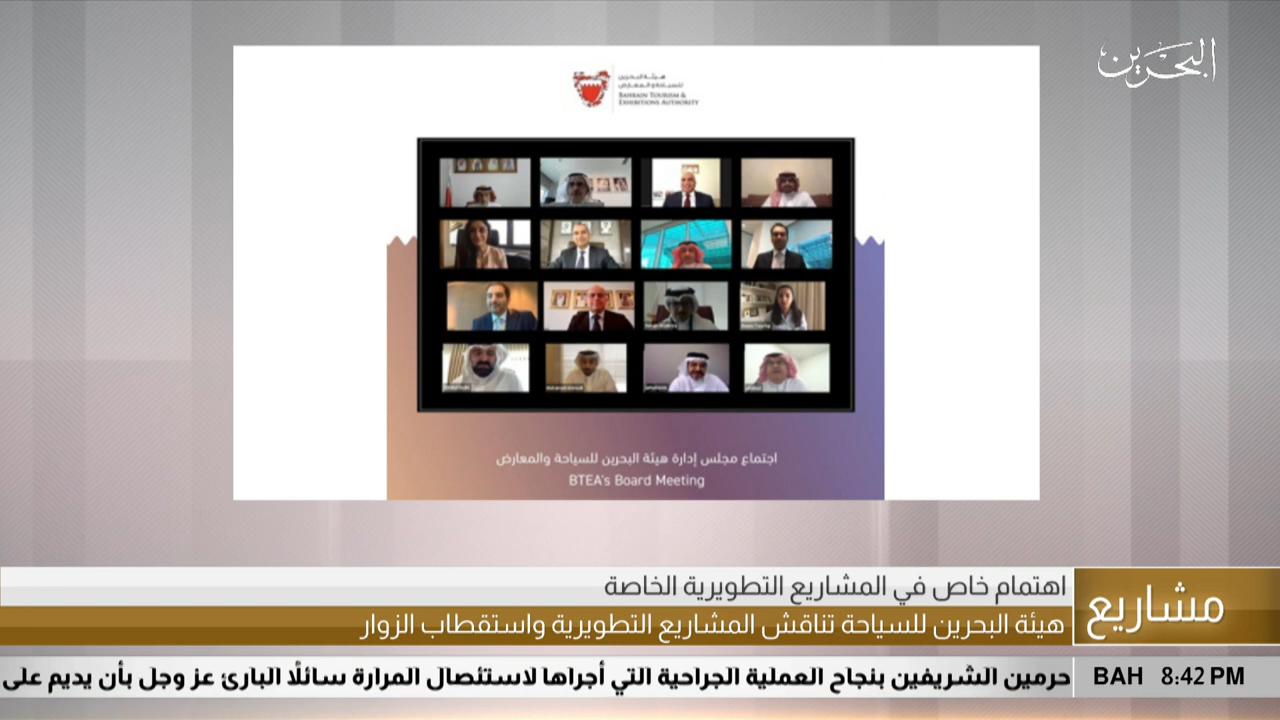 البحرين
هيئة البحرين
للسياحة والمعارض
BAHRAIN TOURISM &
EXHIBITIONS AUTHORITY
اجتماع مجلس إدارة هيئة البحرين للسياحة والمعارض
BTEA's Board Meeting
اهتمام خاص في المشاريع التطويرية الخاصة
مشاريع
هيئة البحرين للسياحة تناقش المشاريع التطويرية واستقطاب الزوار
حرمين الشريفين بنجاح العملية الجراحية التي أجراها لاستئصال المرارة سائلًا البارئ عز وجل بأن يديم على
BAH 8:42 PM